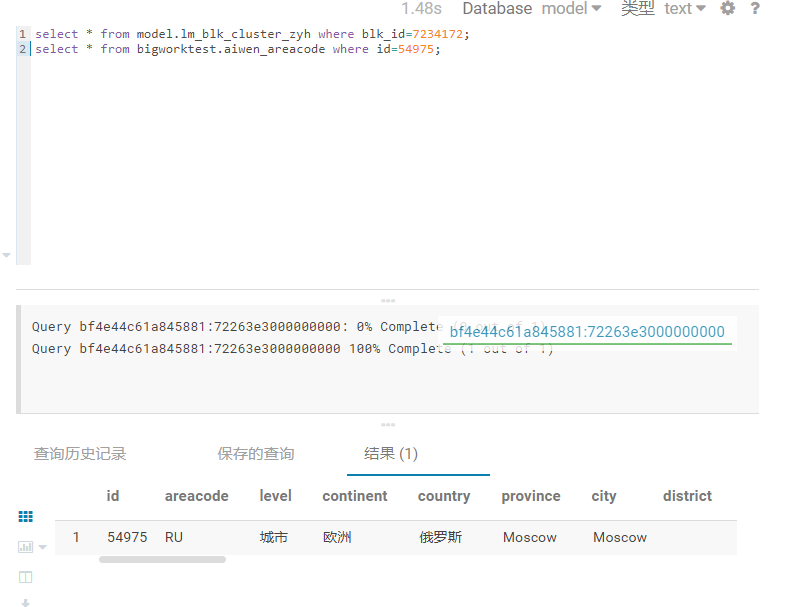 1.48s Database model 类型 text ?
1 select * from model.lm_blk_cluster_zyh where blk_id=7234172;
2 select * from bigworktest.aiwen_areacode where id=54975;
Query bf4e44c61a845881:72263e3000000000: 0% Complete
bf4e44c61a845881:72263e3000000000
Query bf4e44c61a845881:72263e3000000000 100% Complete (1 out of 1)
查询历史记录 保存的查询 结果 (1)
id areacode level continent country province city district
1 54975 RU 城市 欧洲 俄罗斯 Moscow Moscow